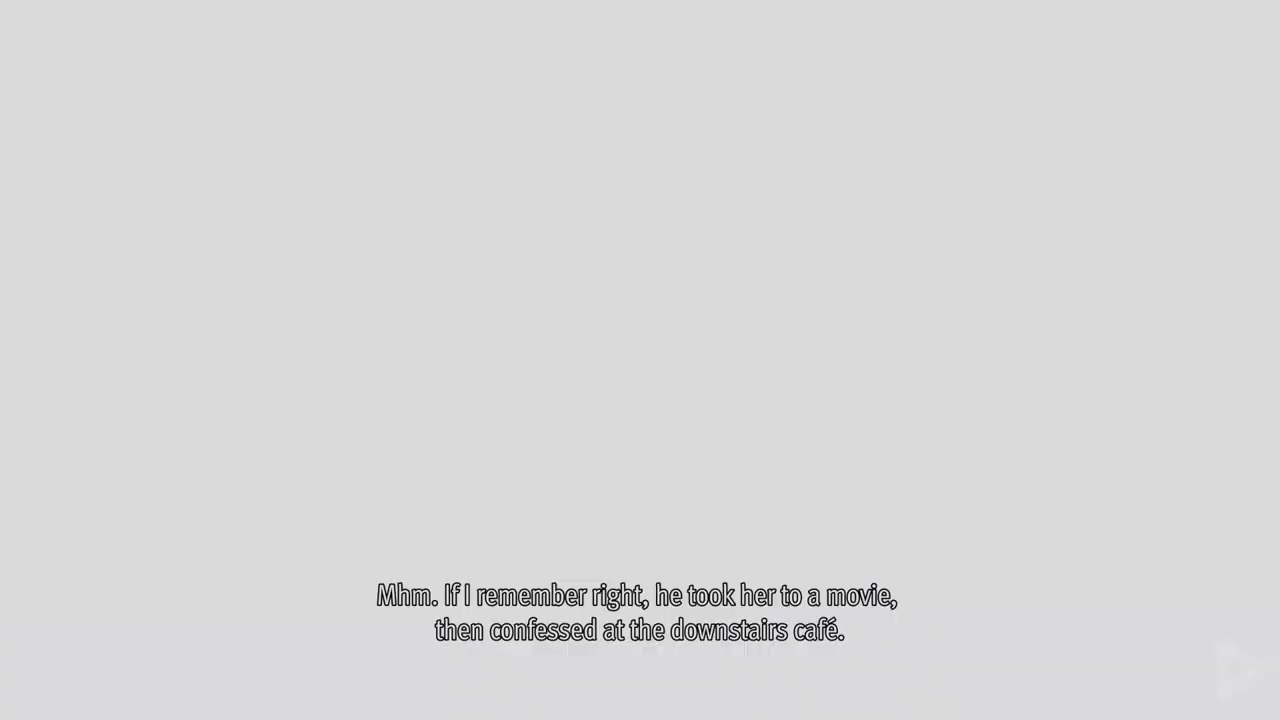 Mhm. If I remember right, he took her to a movie,
then confessed at the downstairs café.